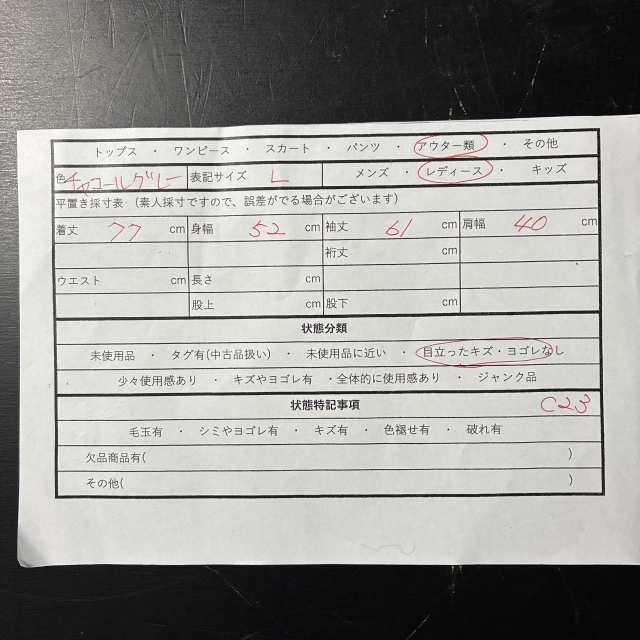 トップス ・ ワンピース ・ スカート ・ パンツ ・ アウター類 ・ その他
色 チャコールグレー 表記サイズ L メンズ ・ レディース ・ キッズ
平置き採寸表 (素人採寸ですので、誤差がでる場合がございます)
着丈 77 cm 身幅 52 cm 袖丈 61 cm 肩幅 40 cm
cm 裄丈 cm
ウエスト cm 長さ cm
股上 cm 股下 cm
状態分類
未使用品 ・ タグ有(中古品扱い) ・ 未使用品に近い ・ 目立ったキズ・ヨゴレなし
少々使用感あり ・ キズやヨゴレ有 ・全体的に使用感あり ・ ジャンク品
状態特記事項 C23
毛玉有 ・ シミやヨゴレ有 ・ キズ有 ・ 色褪せ有 ・ 破れ有
欠品商品有( )
その他( )